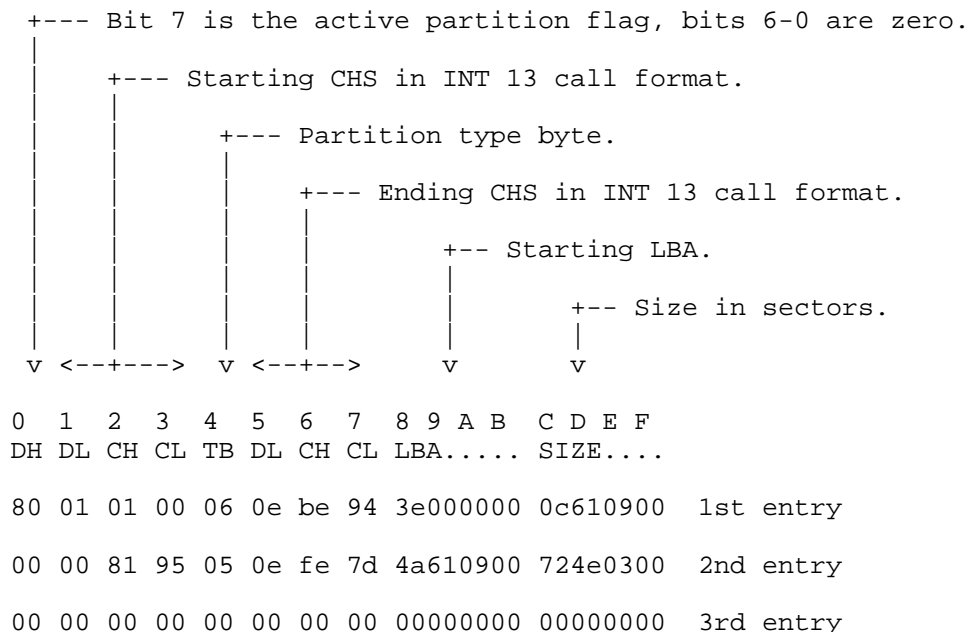 +--- Bit 7 is the active partition flag, bits 6-0 are zero.
|
| +--- Starting CHS in INT 13 call format.
| |
| | +--- Partition type byte.
| | |
| | | +--- Ending CHS in INT 13 call format.
| | | |
| | | | +-- Starting LBA.
| | | | |
| | | | | +-- Size in sectors.
| | | | | |
v <--+---> v <--+--> v v
0 1 2 3 4 5 6 7 8 9 A B C D E F
DH DL CH CL TB DL CH CL LBA..... SIZE....
80 01 01 00 06 0e be 94 3e000000 0c610900 1st entry
00 00 81 95 05 0e fe 7d 4a610900 724e0300 2nd entry
00 00 00 00 00 00 00 00 00000000 00000000 3rd entry